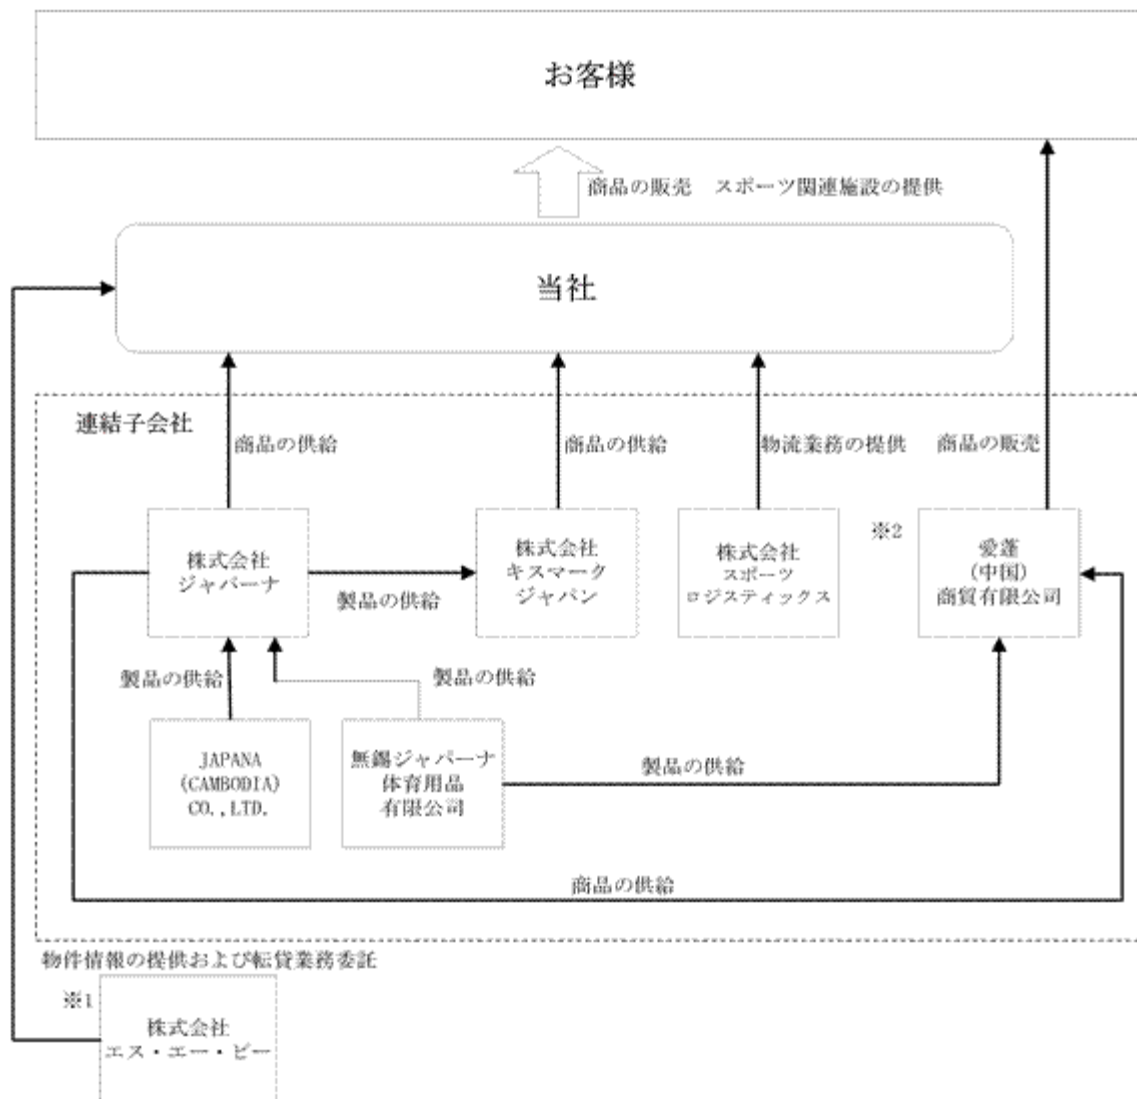 お客様
商品の販売　スポーツ関連施設の提供
当社
連結子会社
商品の供給
商品の供給
物流業務の提供
商品の販売
株式会社
ジャパーナ
製品の供給
株式会社
キスマーク
ジャパン
株式会社
スポーツ
ロジスティックス
※2
愛蓬
(中国)
商貿有限公司
製品の供給
製品の供給
JAPANA
(CAMBODIA)
CO.,LTD.
無錫ジャパーナ
体育用品
有限公司
製品の供給
商品の供給
物件情報の提供および転貸業務委託
※1
株式会社
エス・エー・ピー